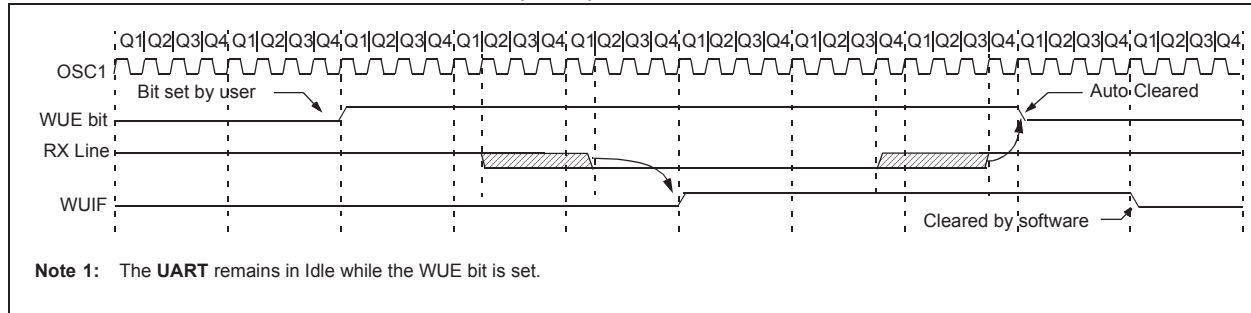 Q1|Q2|Q3|Q4 Q1|Q2|Q3|Q4 Q1|Q2|Q3|Q4 Q1|Q2|Q3|Q4 Q1|Q2|Q3|Q4 Q1|Q2|Q3|Q4 Q1|Q2|Q3|Q4 Q1|Q2|Q3|Q4 Q1|Q2|Q3|Q4 Q1|Q2|Q3|Q4
OSC1
Bit set by user
Auto Cleared
WUE bit
RX Line
WUIF
Cleared by software
Note 1: The UART remains in Idle while the WUE bit is set.